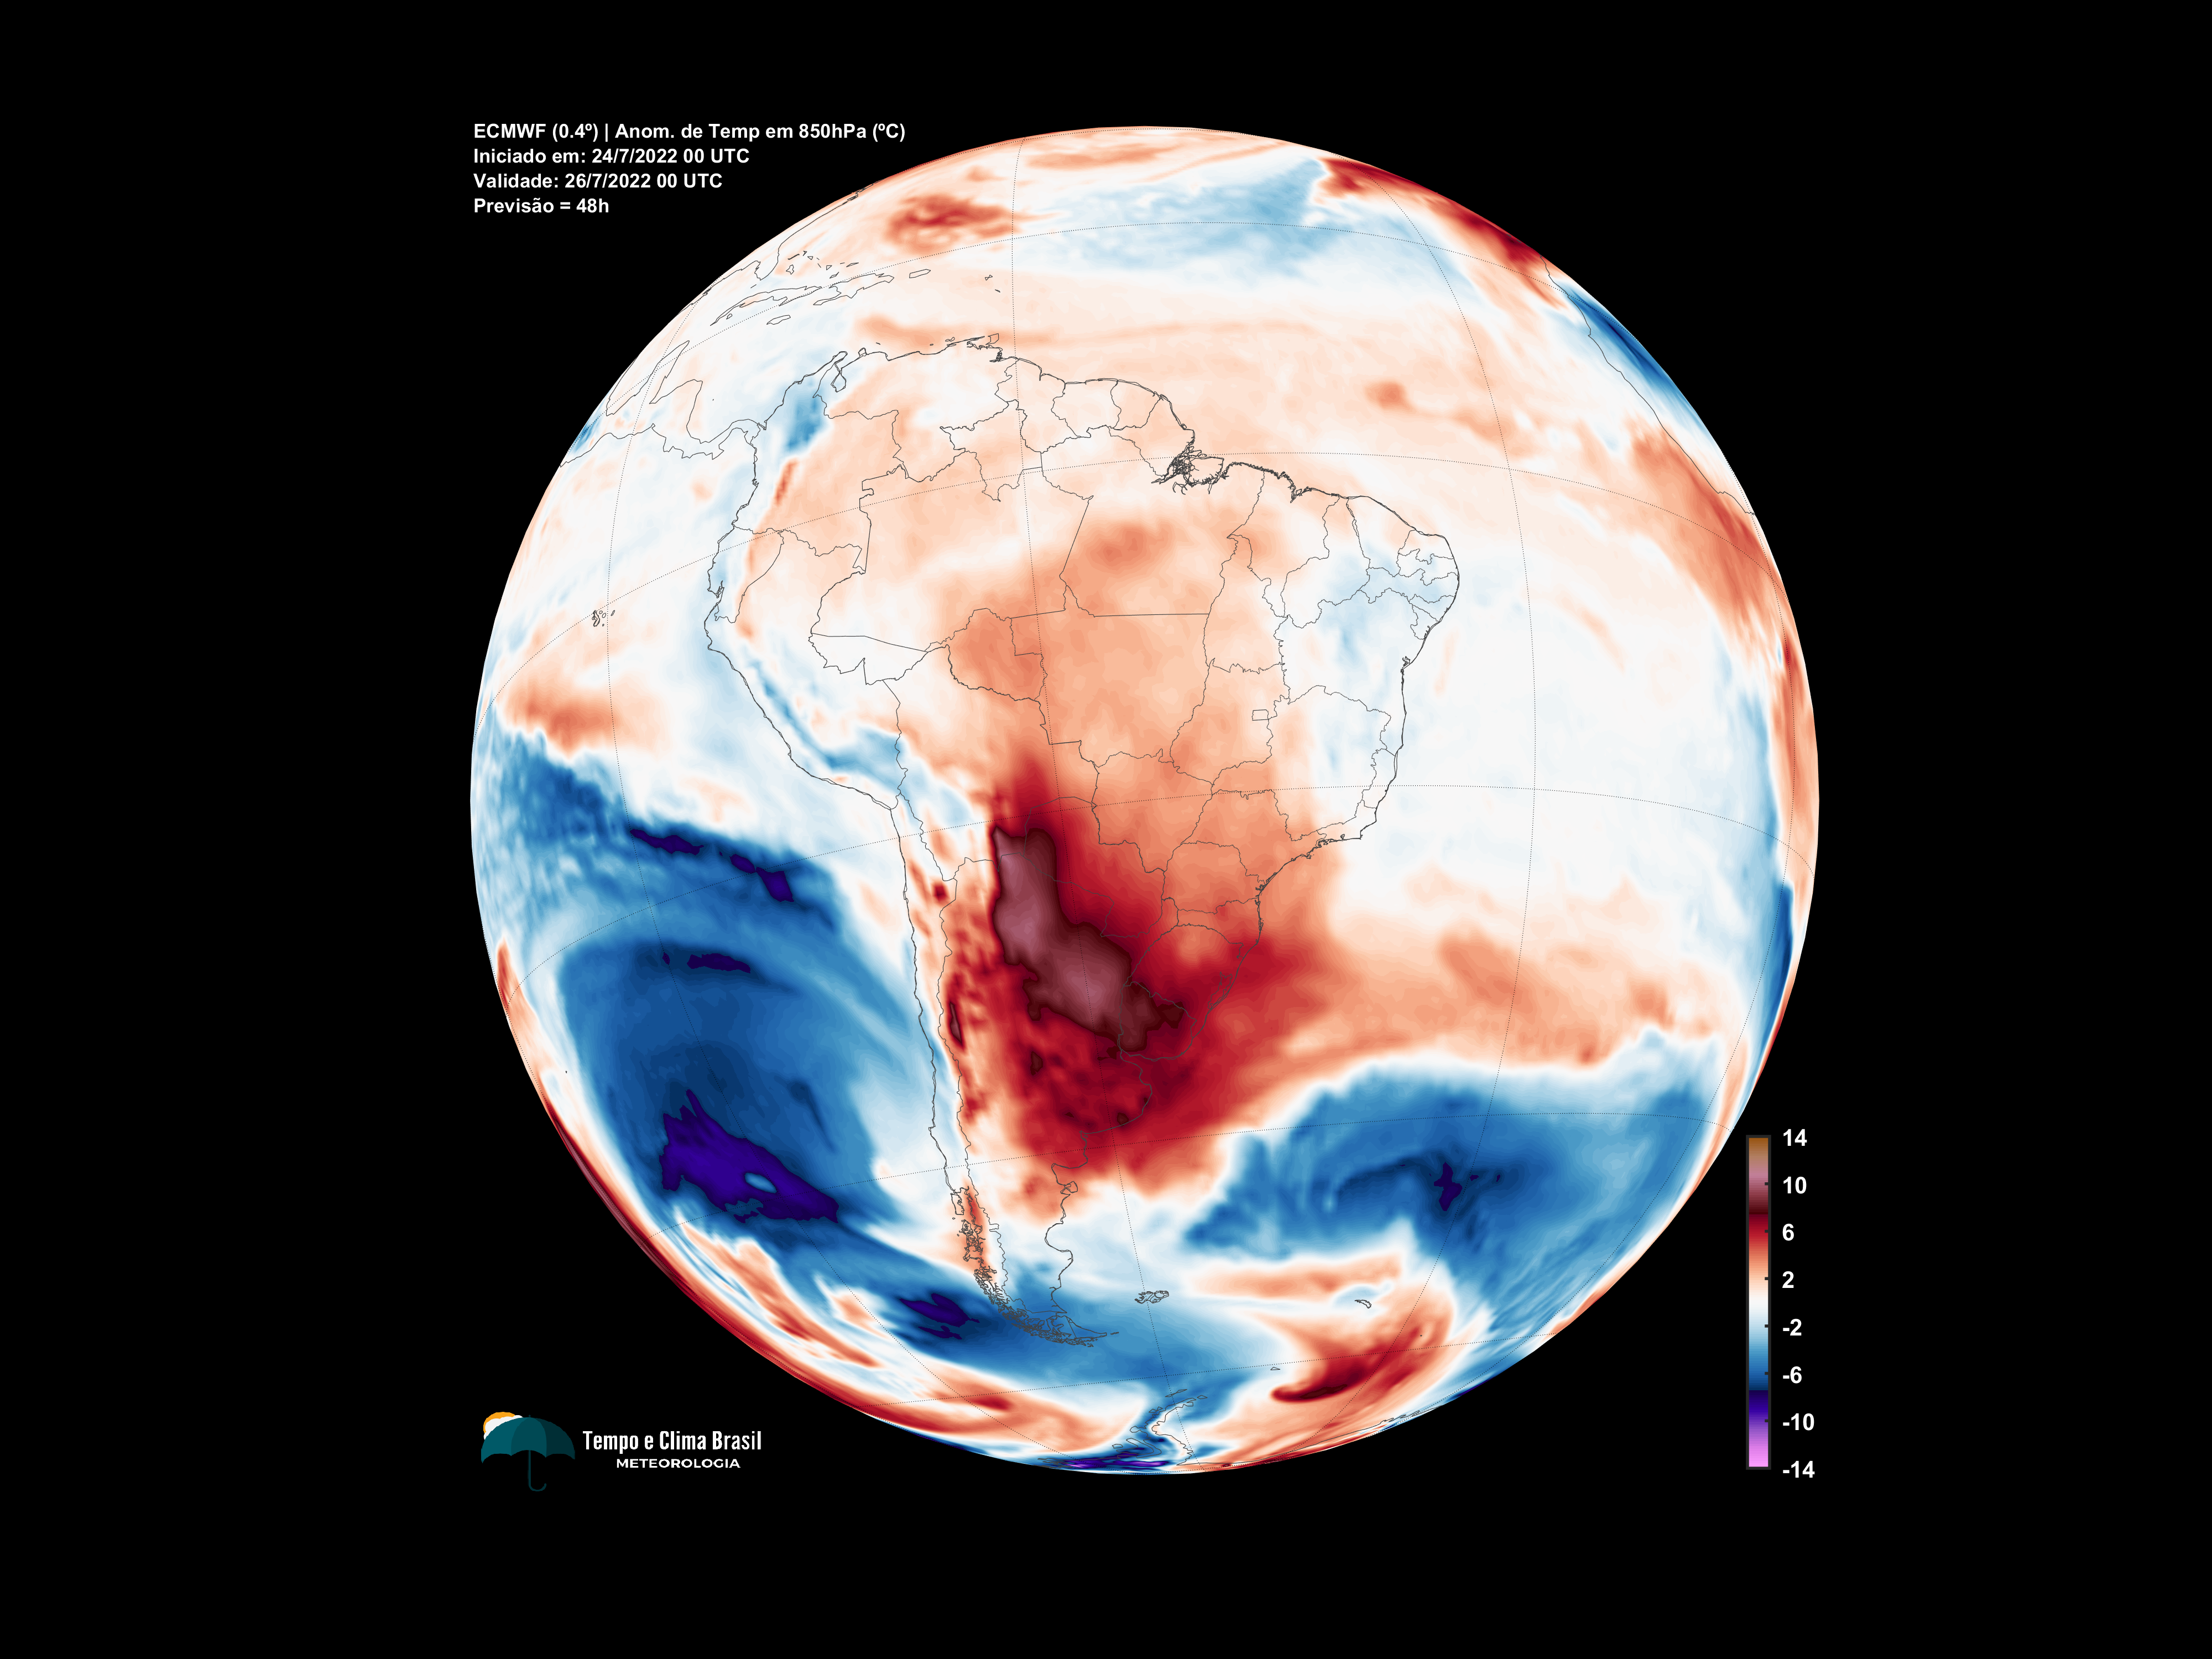 ECMWF (0.4º) | Anom. de Temp em 850hPa (ºC)
Iniciado em: 24/7/2022 00 UTC
Validade: 26/7/2022 00 UTC
Previsão = 48h
14
10
6
2
-2
-6
-10
-14
Tempo e Clima Brasil
METEOROLOGIA